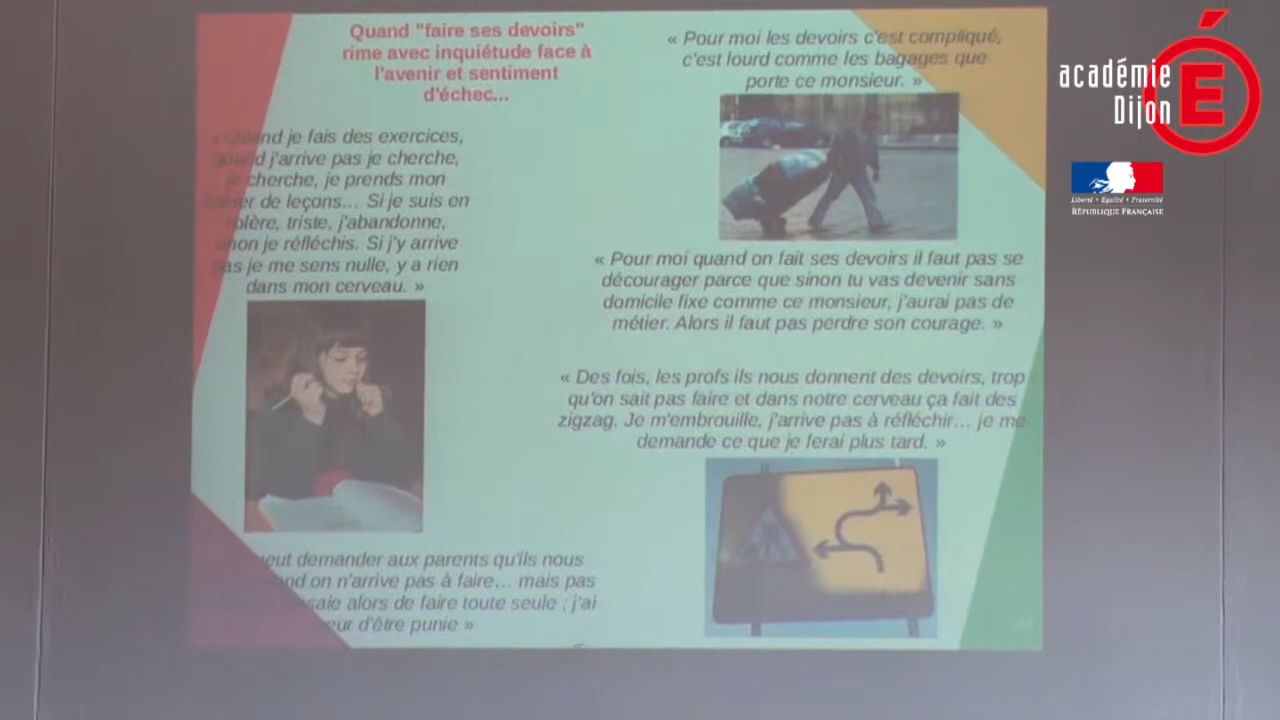 Quand "faire ses devoirs"
rime avec inquiétude face à
l'avenir et sentiment
d'échec...
« Quand je fais des exercices,
quand j'arrive pas je cherche,
je cherche, je prends mon
cahier de leçons... Si je suis en
colère, triste, j'abandonne,
sinon je réfléchis. Si j'y arrive
pas je me sens nulle, y a rien
dans mon cerveau. »
peut demander aux parents qu'ils nous
on n'arrive pas à faire... mais pas
alors de faire toute seule ; j'ai
peur d'être punie »
« Pour moi les devoirs c'est compliqué,
c'est lourd comme les bagages que
porte ce monsieur. »
« Pour moi quand on fait ses devoirs il faut pas se
décourager parce que sinon tu vas devenir sans
domicile fixe comme ce monsieur, j'aurai pas de
métier. Alors il faut pas perdre son courage. »
« Des fois, les profs ils nous donnent des devoirs, trop
qu'on sait pas faire et dans notre cerveau ça fait des
zigzag. Je m'embrouille, j'arrive pas à réfléchir... je me
demande ce que je ferai plus tard. »
académie
Dijon
É
Liberté • Égalité • Fraternité
RÉPUBLIQUE FRANÇAISE